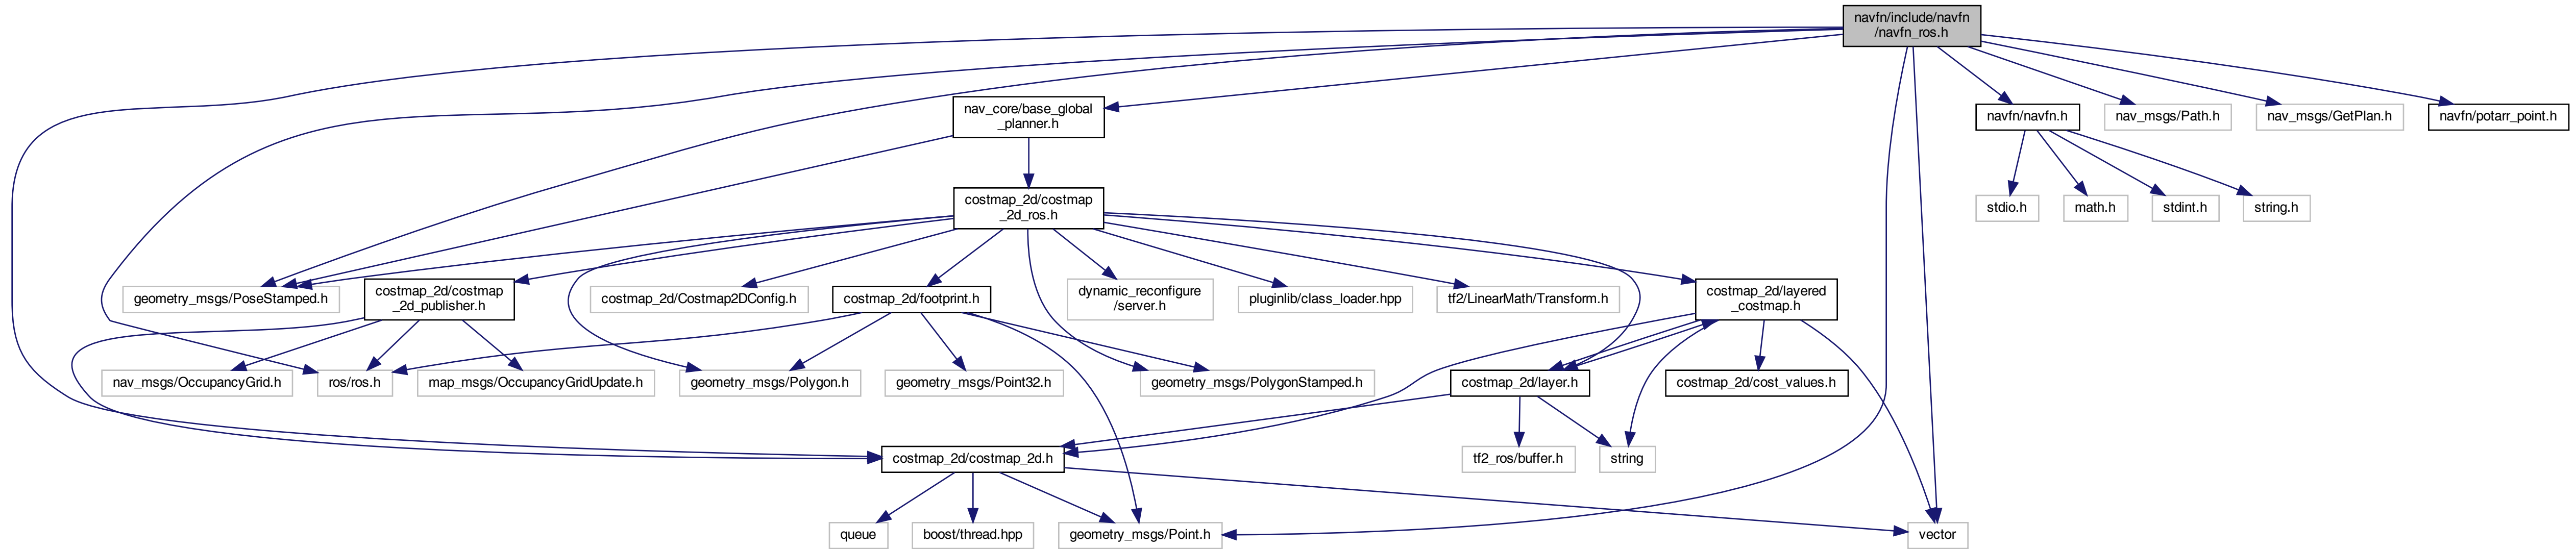 navfn/include/navfn
/navfn_ros.h
nav_core/base_global
_planner.h
navfn/navfn.h
nav_msgs/Path.h
nav_msgs/GetPlan.h
navfn/potarr_point.h
costmap_2d/costmap
_2d_ros.h
stdio.h
math.h
stdint.h
string.h
geometry_msgs/PoseStamped.h
costmap_2d/costmap
_2d_publisher.h
costmap_2d/Costmap2DConfig.h
costmap_2d/footprint.h
dynamic_reconfigure
/server.h
pluginlib/class_loader.hpp
tf2/LinearMath/Transform.h
costmap_2d/layered
_costmap.h
nav_msgs/OccupancyGrid.h
ros/ros.h
map_msgs/OccupancyGridUpdate.h
geometry_msgs/Polygon.h
geometry_msgs/Point32.h
geometry_msgs/PolygonStamped.h
costmap_2d/layer.h
costmap_2d/cost_values.h
costmap_2d/costmap_2d.h
tf2_ros/buffer.h
string
queue
boost/thread.hpp
geometry_msgs/Point.h
vector